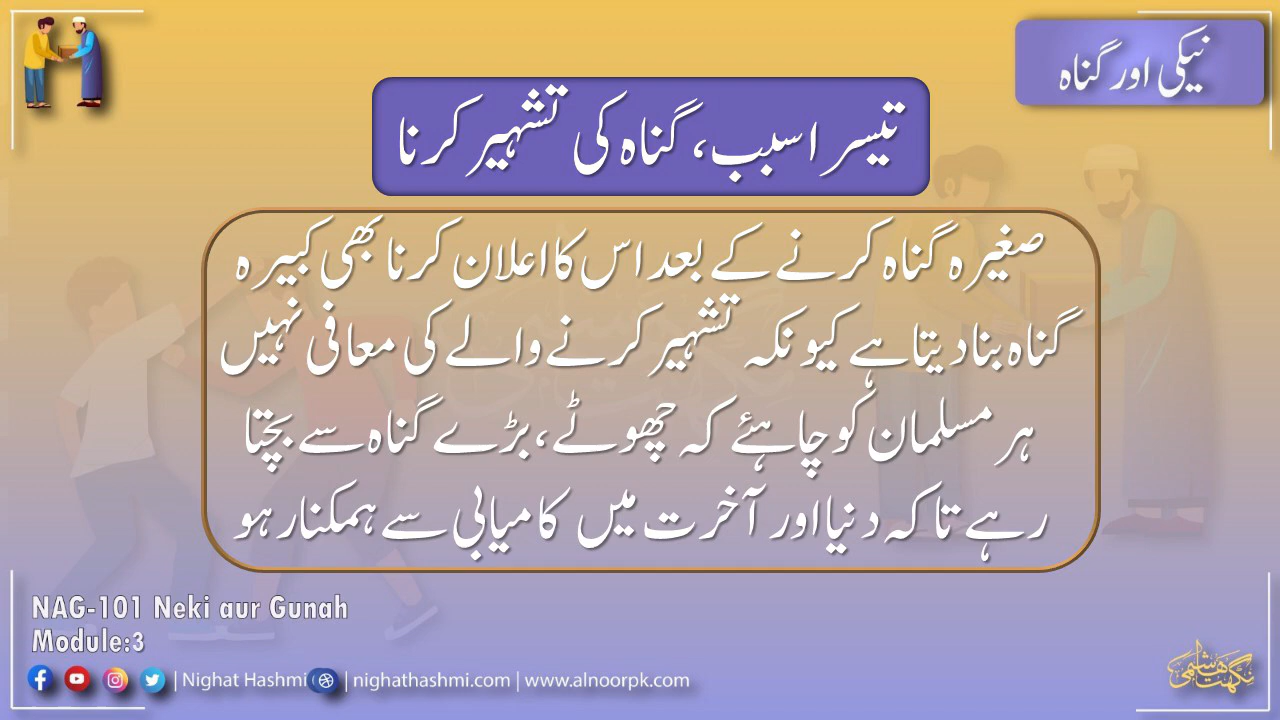 نیکی اور گناہ
تیسرا سبب، گناہ کی تشہیر کرنا
صغیرہ گناہ کرنے کے بعد اس کا اعلان کرنا بھی کبیرہ
گناہ بنا دیتا ہے کیونکہ تشہیر کرنے والے کی معافی نہیں
ہر مسلمان کو چاہئے کہ چھوٹے، بڑے گناہ سے بچتا
رہے تاکہ دنیا اور آخرت میں کامیابی سے ہمکنار ہو
NAG-101 Neki aur Gunah
Module:3
| Nighat Hashmi | nighathashmi.com | www.alnoorpk.com
نگہت ہاشمی